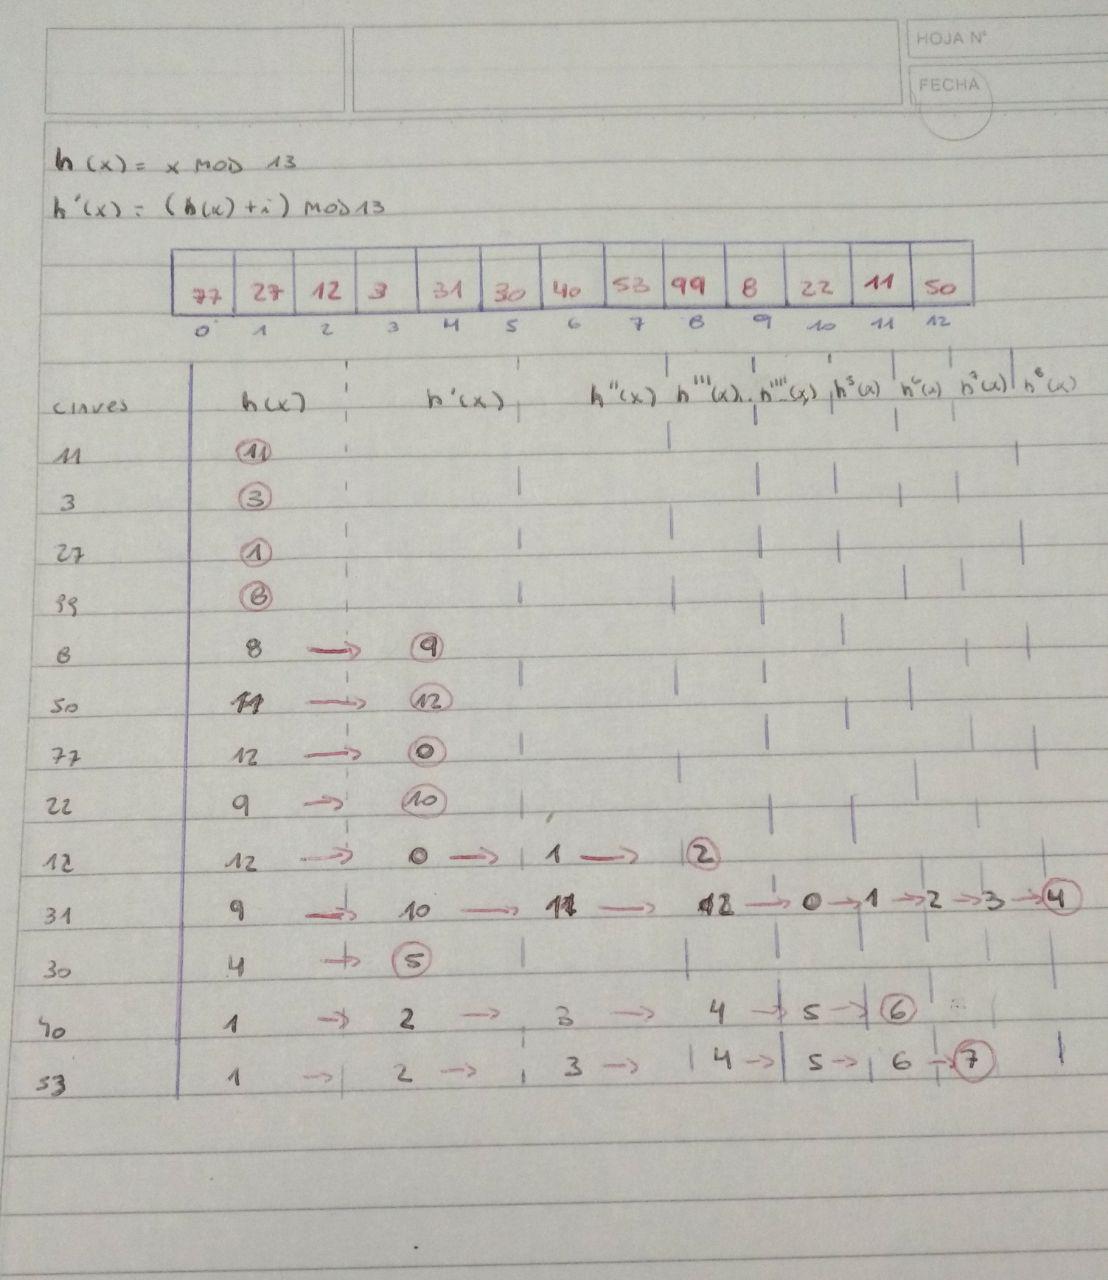 HOJA N°
FECHA
h(x) = x MOD 13
h'(x) = (h(x) + i) MOD 13
77 27 12 3 31 30 40 53 99 8 22 11 50
0 1 2 3 4 5 6 7 8 9 10 11 12
CLAVES h(x) h'(x) h''(x) h'''(x) h''''(x) h⁵(x) h⁶(x) h⁷(x) h⁸(x)
11 11
3 3
27 1
99 8
8 8 → 9
50 11 → 12
77 12 → 0
22 9 → 10
12 12 → 0 → 1 → 2
31 9 → 10 → 11 → 12 → 0 → 1 → 2 → 3 → 4
30 4 → 5
40 1 → 2 → 3 → 4 → 5 → 6
53 1 → 2 → 3 → 4 → 5 → 6 → 7